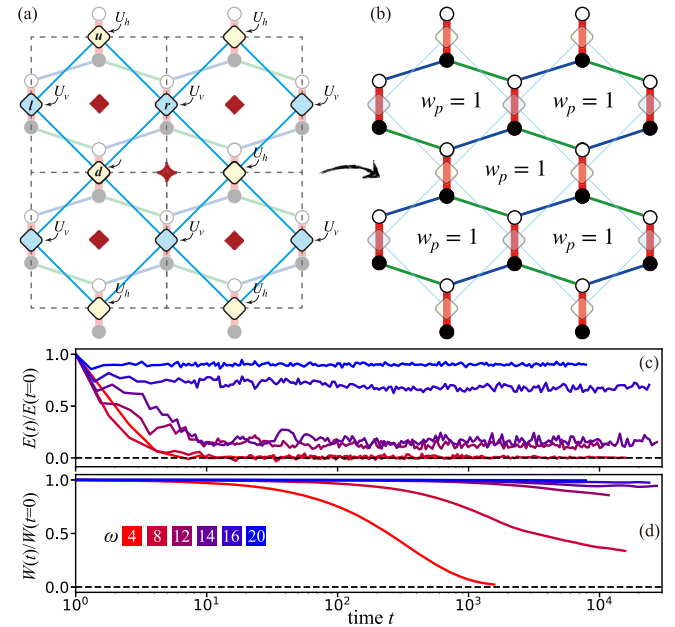 (a)
(b)
U_h
U_h
u
w_p = 1
w_p = 1
U_v
U_v
U_v
l
r
U_h
d
w_p = 1
U_v
U_v
U_v
w_p = 1
w_p = 1
U_h
U_h
1.0
0.5
0.0
E(t)/E(t=0)
(c)
1.0
0.5
0.0
W(t)/W(t=0)
(d)
ω 4 8 12 14 16 20
10^0 10^1 10^2 10^3 10^4
time t